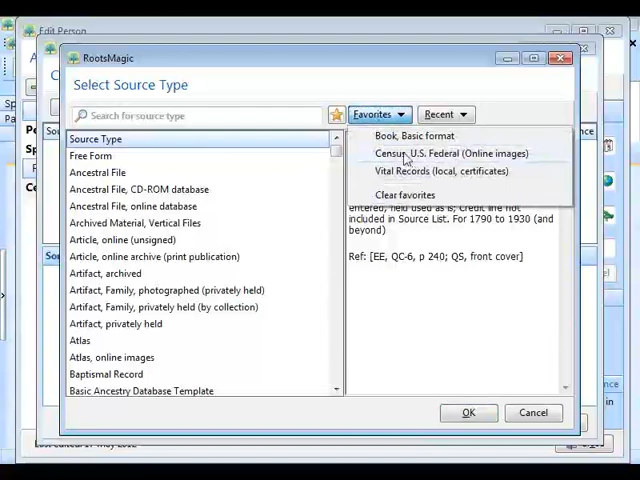 Edit Person
RootsMagic
Select Source Type
Search for source type
Favorites
Recent
Source Type
Free Form
Ancestral File
Ancestral File, CD-ROM database
Ancestral File, online database
Archived Material, Vertical Files
Article, online (unsigned)
Article, online archive (print publication)
Artifact, archived
Artifact, Family, photographed (privately held)
Artifact, Family, privately held (by collection)
Artifact, privately held
Atlas
Atlas, online images
Baptismal Record
Basic Ancestry Database Template
Book, Basic format
Census, U.S. Federal (Online images)
Vital Records (local, certificates)
Clear favorites
entered, held used as is; Credit line not
included in Source List. For 1790 to 1930 (and
beyond)
Ref: [EE, QC-6, p 240; QS, front cover]
OK
Cancel